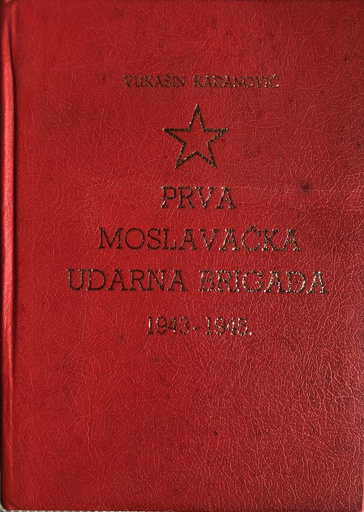 VUKAŠIN KARANOVIĆ
PRVA
MOSLAVAČKA
UDARNA BRIGADA
1943-1945.